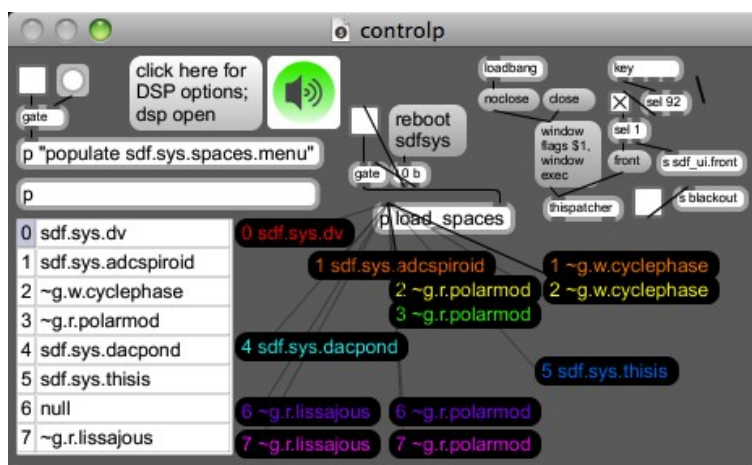 controlp
click here for
DSP options;
dsp open
loadbang
key
noclose
close
sel 92
gate
reboot
sdfsys
window
flags $1,
window
exec
sel 1
front
s sdf_ui.front
p "populate sdf.sys.spaces.menu"
gate
0 b
p
thispatcher
s blackout
p load_spaces
0 sdf.sys.dv
1 sdf.sys.adcspiroid
2 ~g.w.cyclephase
3 ~g.r.polarmod
4 sdf.sys.dacpond
5 sdf.sys.thisis
6 null
7 ~g.r.lissajous
0 sdf.sys.dv
1 sdf.sys.adcspiroid
1 ~g.w.cyclephase
2 ~g.r.polarmod
2 ~g.w.cyclephase
3 ~g.r.polarmod
4 sdf.sys.dacpond
5 sdf.sys.thisis
6 ~g.r.lissajous
6 ~g.r.polarmod
7 ~g.r.lissajous
7 ~g.r.polarmod